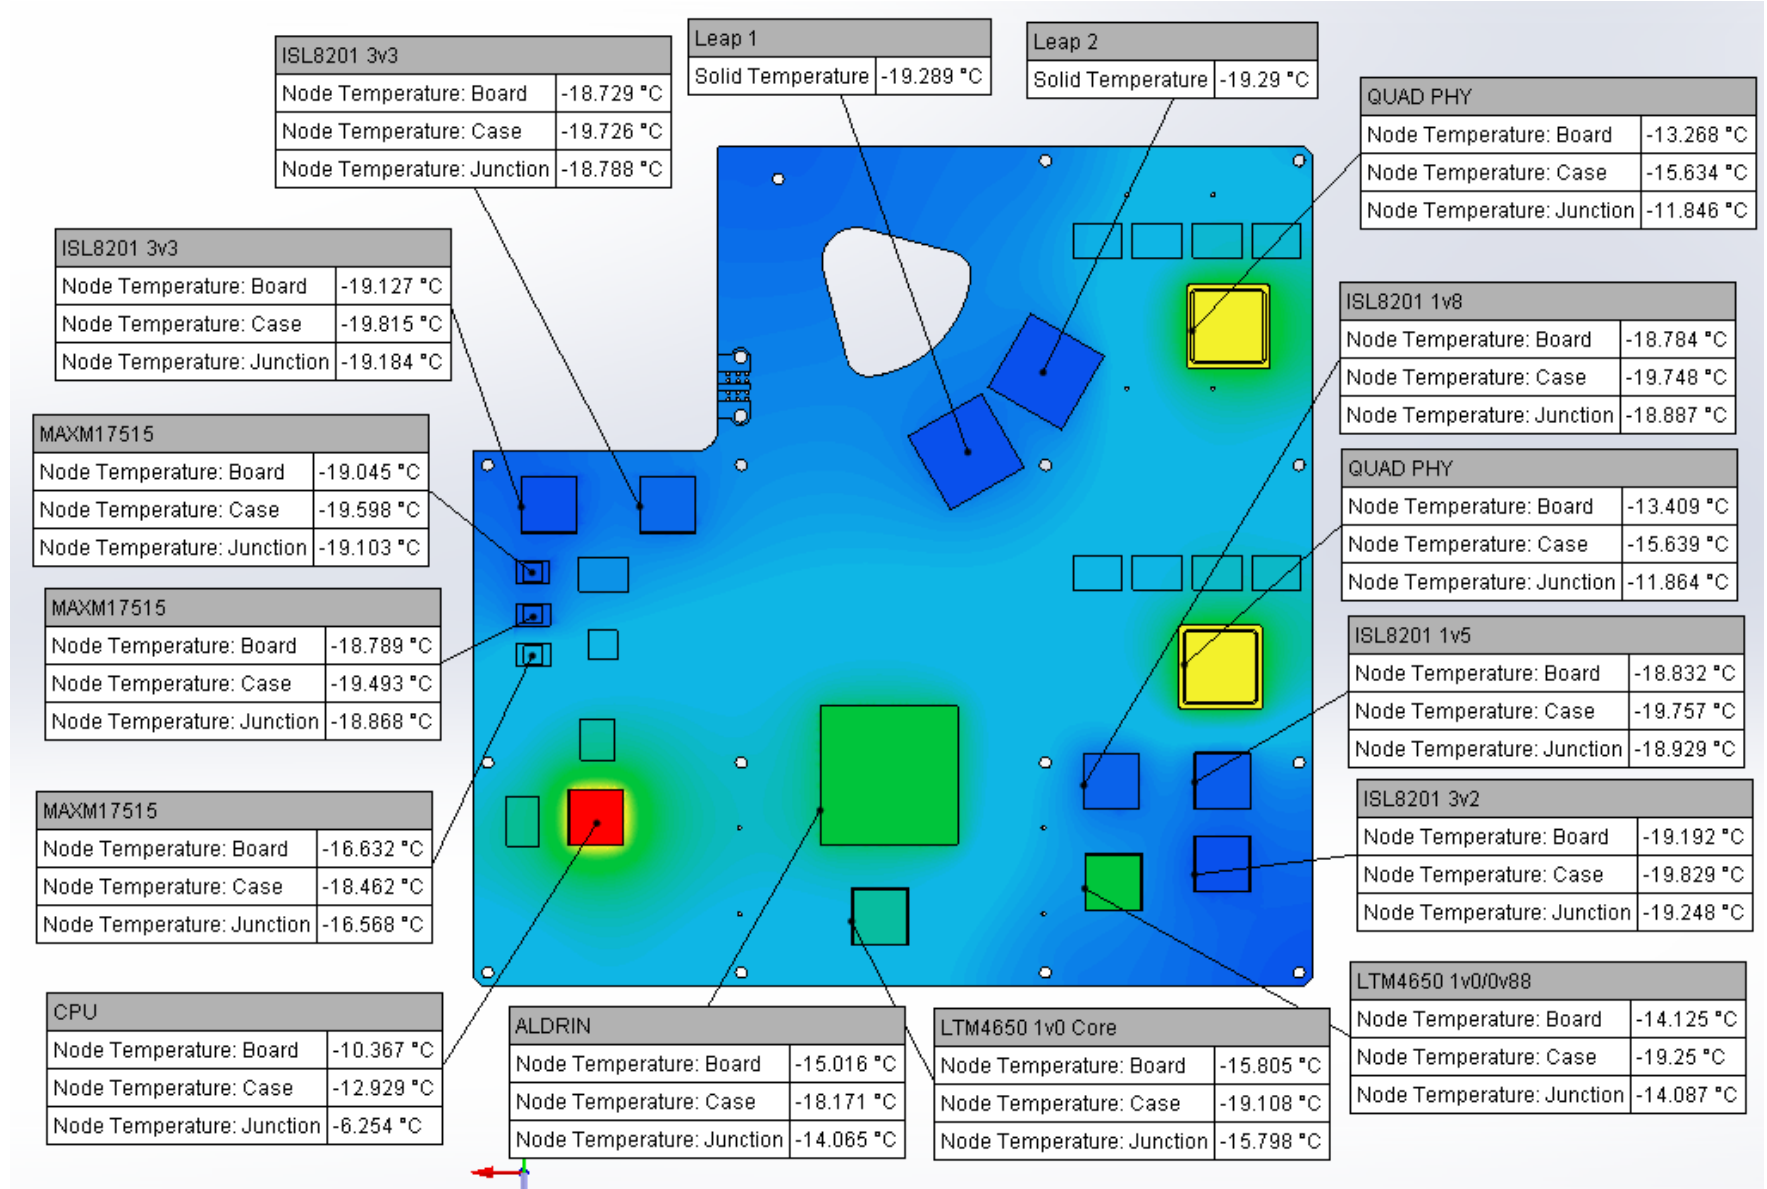 ISL8201 3v3
Node Temperature: Board -18.729 °C
Node Temperature: Case -19.726 °C
Node Temperature: Junction -18.788 °C
Leap 1
Solid Temperature -19.289 °C
Leap 2
Solid Temperature -19.29 °C
QUAD PHY
Node Temperature: Board -13.268 °C
Node Temperature: Case -15.634 °C
Node Temperature: Junction -11.846 °C
ISL8201 3v3
Node Temperature: Board -19.127 °C
Node Temperature: Case -19.815 °C
Node Temperature: Junction -19.184 °C
ISL8201 1v8
Node Temperature: Board -18.784 °C
Node Temperature: Case -19.748 °C
Node Temperature: Junction -18.887 °C
MAXM17515
Node Temperature: Board -19.045 °C
Node Temperature: Case -19.598 °C
Node Temperature: Junction -19.103 °C
QUAD PHY
Node Temperature: Board -13.409 °C
Node Temperature: Case -15.639 °C
Node Temperature: Junction -11.864 °C
MAXM17515
Node Temperature: Board -18.789 °C
Node Temperature: Case -19.493 °C
Node Temperature: Junction -18.868 °C
ISL8201 1v5
Node Temperature: Board -18.832 °C
Node Temperature: Case -19.757 °C
Node Temperature: Junction -18.929 °C
MAXM17515
Node Temperature: Board -16.632 °C
Node Temperature: Case -18.462 °C
Node Temperature: Junction -16.568 °C
ISL8201 3v2
Node Temperature: Board -19.192 °C
Node Temperature: Case -19.829 °C
Node Temperature: Junction -19.248 °C
CPU
Node Temperature: Board -10.367 °C
Node Temperature: Case -12.929 °C
Node Temperature: Junction -6.254 °C
ALDRIN
Node Temperature: Board -15.016 °C
Node Temperature: Case -18.171 °C
Node Temperature: Junction -14.065 °C
LTM4650 1v0 Core
Node Temperature: Board -15.805 °C
Node Temperature: Case -19.108 °C
Node Temperature: Junction -15.798 °C
LTM4650 1v0/0v88
Node Temperature: Board -14.125 °C
Node Temperature: Case -19.25 °C
Node Temperature: Junction -14.087 °C